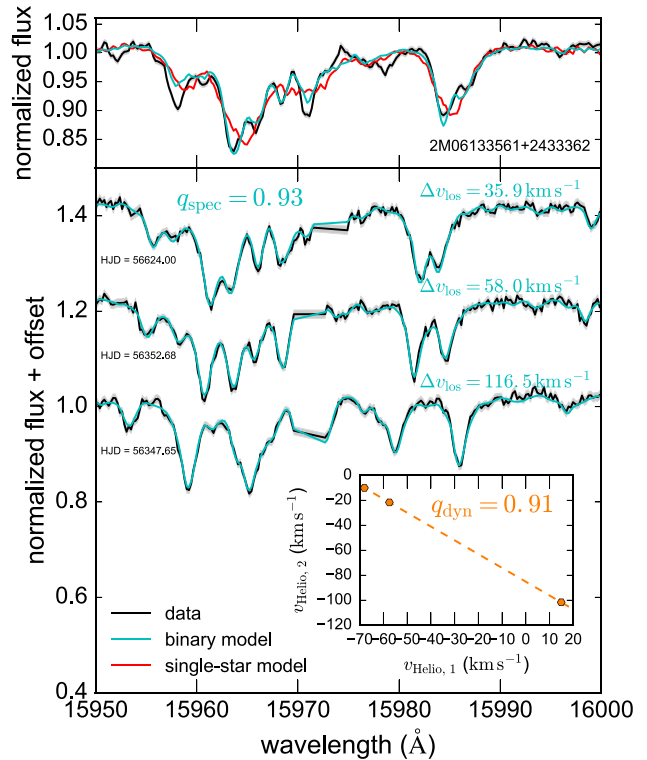 normalized flux
1.05
1.00
0.95
0.90
0.85
2M06133561+2433362
normalized flux + offset
1.4
1.2
1.0
0.8
0.6
0.4
q_spec = 0.93
Δv_los = 35.9 km s⁻¹
HJD = 56624.00
Δv_los = 58.0 km s⁻¹
HJD = 56352.68
Δv_los = 116.5 km s⁻¹
HJD = 56347.65
data
binary model
single-star model
q_dyn = 0.91
v_Helio, 2 (km s⁻¹)
0
−20
−40
−60
−80
−100
−120
−70 −60 −50 −40 −30 −20 −10 0 10 20
v_Helio, 1 (km s⁻¹)
15950 15960 15970 15980 15990 16000
wavelength (Å)